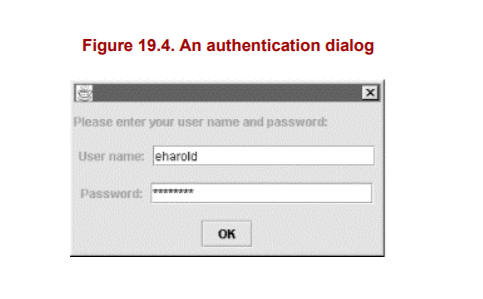 Figure 19.4. An authentication dialog
Please enter your user name and password:
User name: eharold
Password: ********
OK